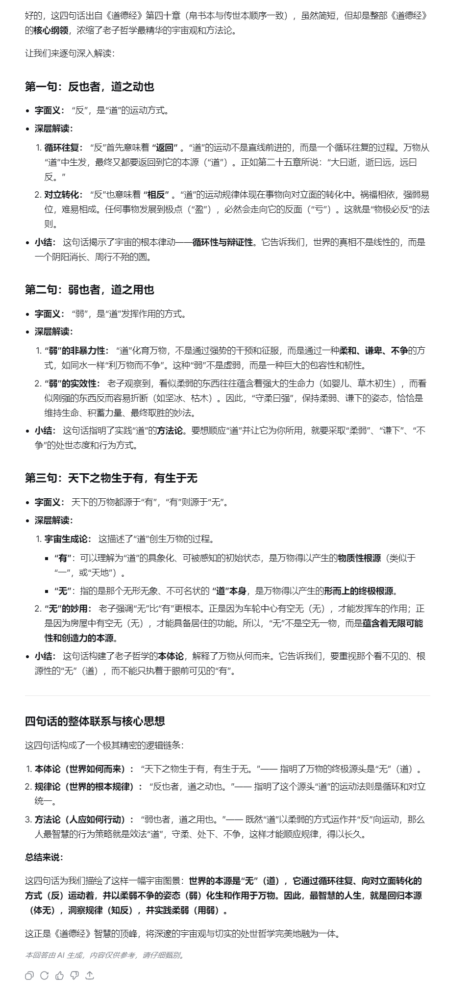 好的，这四句话出自《道德经》第四十章（帛书本与传世本顺序一致），虽然简短，但却是整部《道德经》
的核心纲领，浓缩了老子哲学最精华的宇宙观和方法论。
让我们来逐句深入解读：
第一句：反也者，道之动也
• 字面义： “反”，是“道”的运动方式。
• 深层解读：
1. 循环往复： “反”首先意味着 “返回” 。“道”的运动不是直线前进的，而是一个循环往复的过程。万物从
“道”中生发，最终又都要返回到它的本源（“道”）。正如第二十五章所说：“大曰逝，逝曰远，远曰
反。”
2. 对立转化： “反”也意味着 “相反” 。“道”的运动规律体现在事物向对立面的转化中。祸福相依，强弱易
位，难易相成。任何事物发展到极点（“盈”），必然会走向它的反面（“亏”）。这就是“物极必反”的法
则。
• 小结： 这句话揭示了宇宙的根本律动——循环性与辩证性。它告诉我们，世界的真相不是线性的，而是
一个阴阳消长、周行不殆的圆。
第二句：弱也者，道之用也
• 字面义： “弱”，是“道”发挥作用的方式。
• 深层解读：
1. “弱”的非暴力性： “道”化育万物，不是通过强势的干预和征服，而是通过一种柔和、谦卑、不争的方
式，如同水一样“利万物而不争”。这种“弱”不是虚弱，而是一种巨大的包容性和韧性。
2. “弱”的实效性： 老子观察到，看似柔弱的东西往往蕴含着强大的生命力（如婴儿、草木初生），而看
似刚强的东西反而容易折断（如坚冰、枯木）。因此，“守柔曰强”，保持柔弱、谦下的姿态，恰恰是
维持生命、积蓄力量、最终取胜的妙法。
• 小结： 这句话指明了实践“道”的方法论。要想顺应“道”并让它为你所用，就要采取“柔弱”、“谦下”、“不
争”的处世态度和行为方式。
第三句：天下之物生于有，有生于无
• 字面义： 天下的万物都源于“有”，“有”则源于“无”。
• 深层解读：
1. 宇宙生成论： 这描述了“道”创生万物的过程。
▪ “有”：可以理解为“道”的具象化、可被感知的初始状态，是万物得以产生的物质性根源（类似于
“一”，或“天地”）。
▪ “无”：指的是那个无形无象、不可名状的 “道”本身，是万物得以产生的形而上的终极根源。
2. “无”的妙用： 老子强调“无”比“有”更根本。正是因为车轮中心有空无（无），才能发挥车的作用；正
是因为房屋中有空无（无），才能具备居住的功能。所以，“无”不是空无一物，而是蕴含着无限可能
性和创造力的本源。
• 小结： 这句话构建了老子哲学的本体论，解释了万物从何而来。它告诉我们，要重视那个看不见的、根
源性的“无”（道），而不能只执着于眼前可见的“有”。
四句话的整体联系与核心思想
这四句话构成了一个极其精密的逻辑链条：
1. 本体论（世界如何而来）： “天下之物生于有，有生于无。”—— 指明了万物的终极源头是“无”（道）。
2. 规律论（世界的根本规律）： “反也者，道之动也。”—— 指明了这个源头“道”的运动法则是循环和对立
统一。
3. 方法论（人应如何行动）： “弱也者，道之用也。”—— 既然“道”以柔弱的方式运作并“反”向运动，那么
人最智慧的行为策略就是效法“道”，守柔、处下、不争，这样才能顺应规律，得以长久。
总结来说：
这四句话为我们描绘了这样一幅宇宙图景：世界的本源是“无”（道），它通过循环往复、向对立面转化的
方式（反）运动着，并以柔弱不争的姿态（弱）化生和作用于万物。因此，最智慧的人生，就是回归本源
（体无），洞察规律（知反），并实践柔弱（用弱）。
这正是《道德经》智慧的顶峰，将深邃的宇宙观与切实的处世哲学完美地融为一体。
本回答由 AI 生成，内容仅供参考，请仔细甄别。